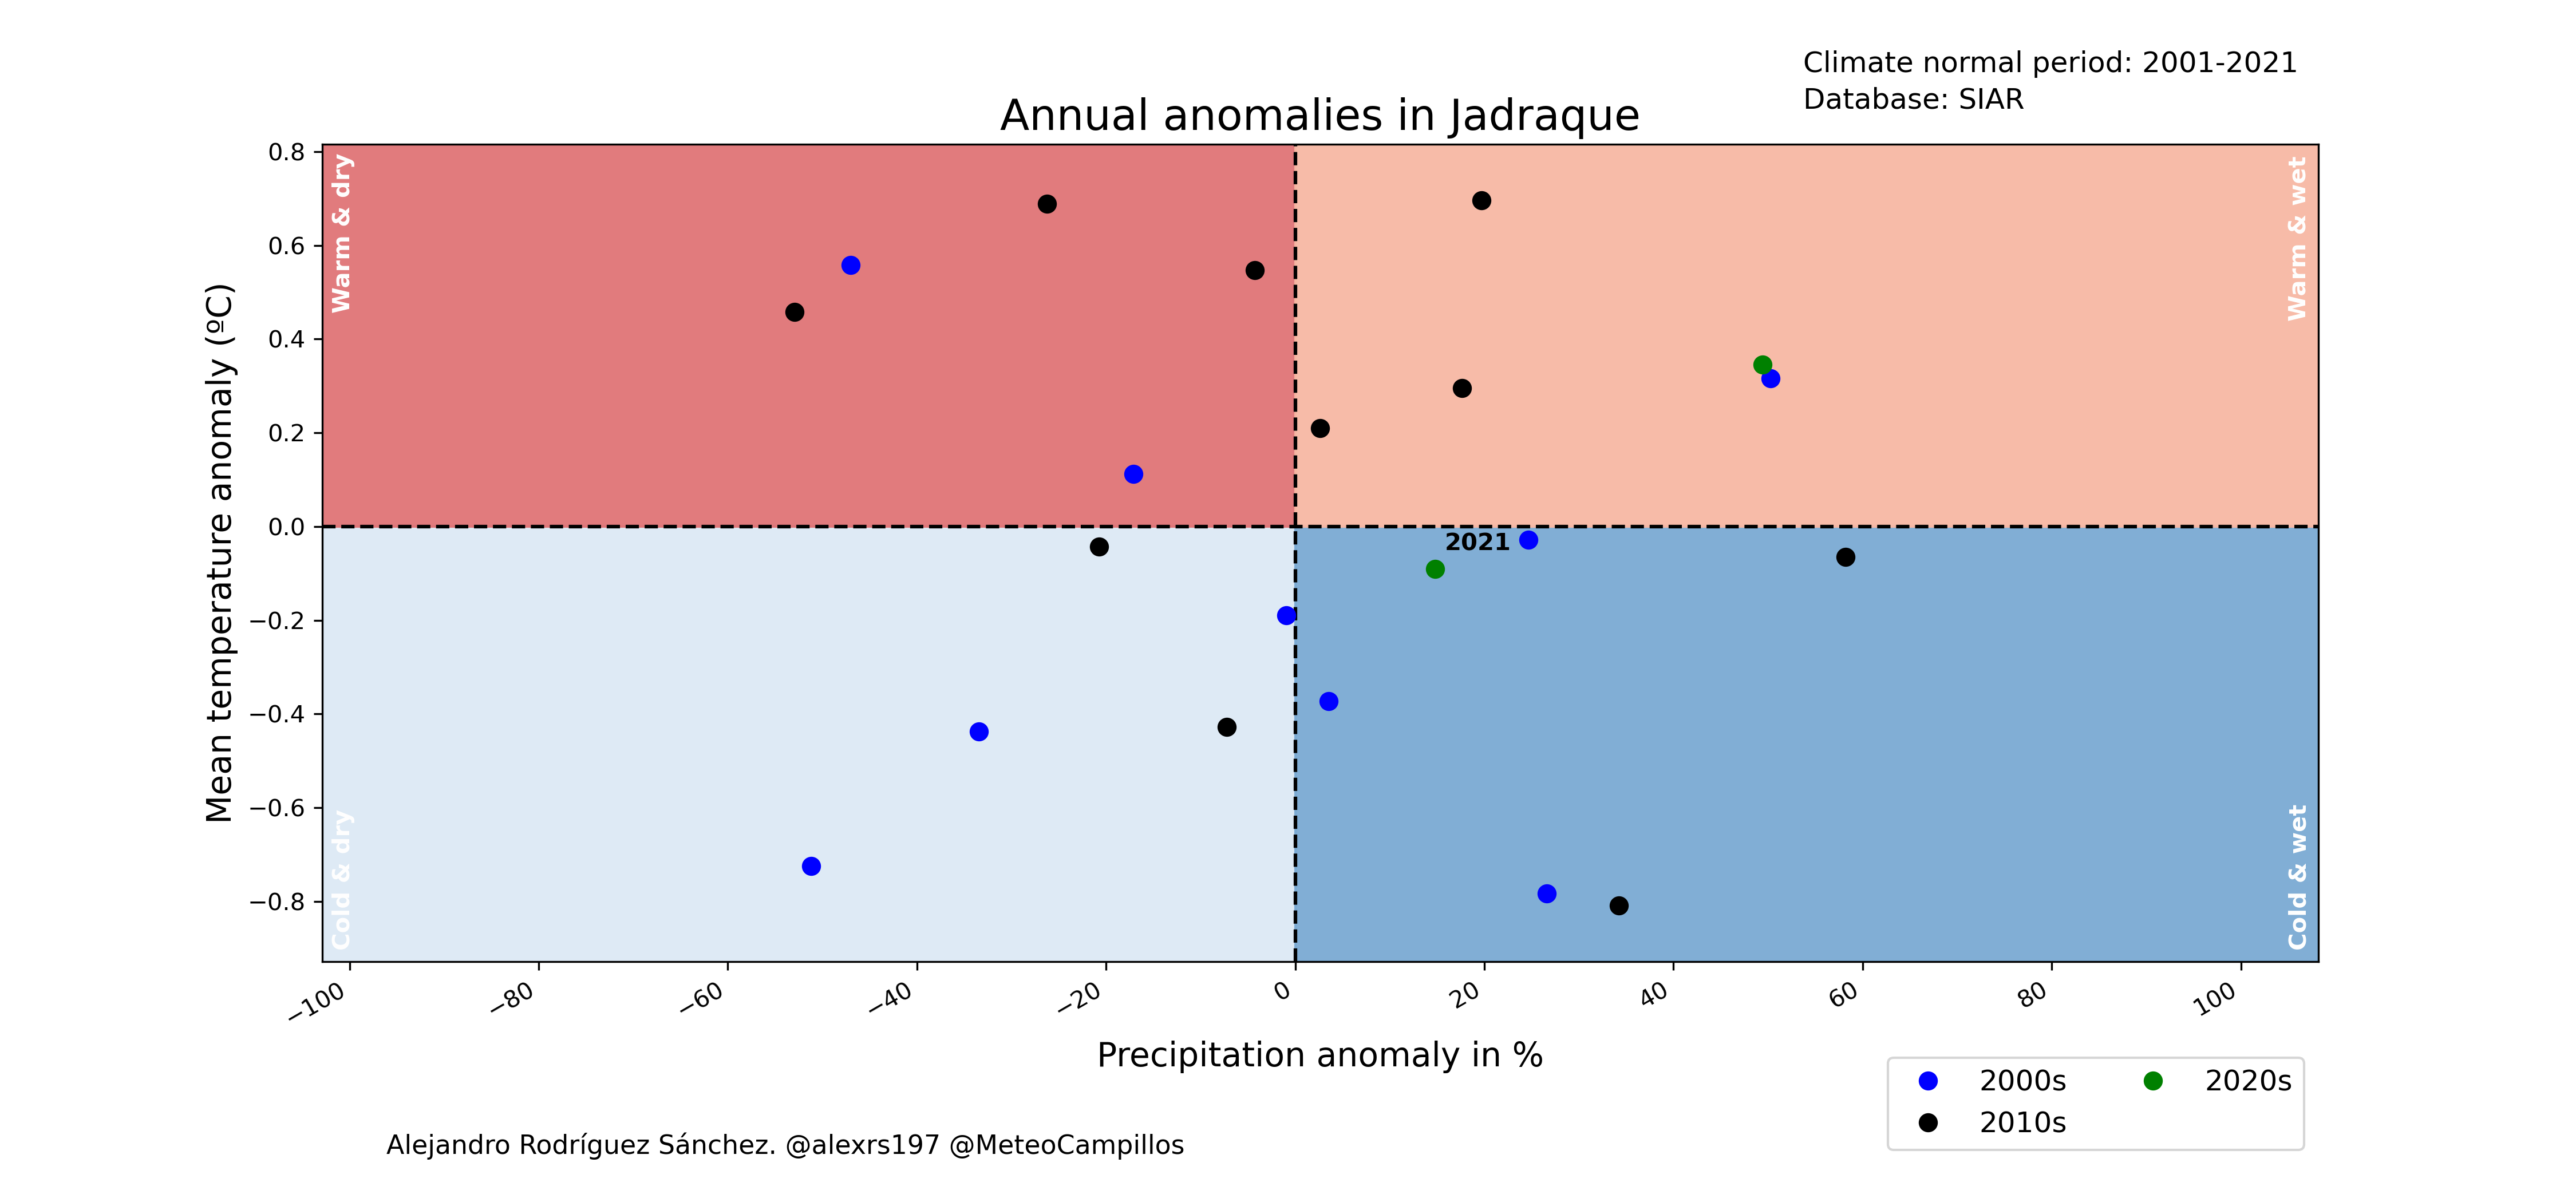 Climate normal period: 2001-2021
Database: SIAR
Annual anomalies in Jadraque
Mean temperature anomaly (ºC)
0.8
0.6
0.4
0.2
0.0
−0.2
−0.4
−0.6
−0.8
Warm & dry
Warm & wet
2021
Cold & dry
Cold & wet
−100
−80
−60
−40
−20
0
20
40
60
80
100
Precipitation anomaly in %
2000s
2010s
2020s
Alejandro Rodríguez Sánchez. @alexrs197 @MeteoCampillos